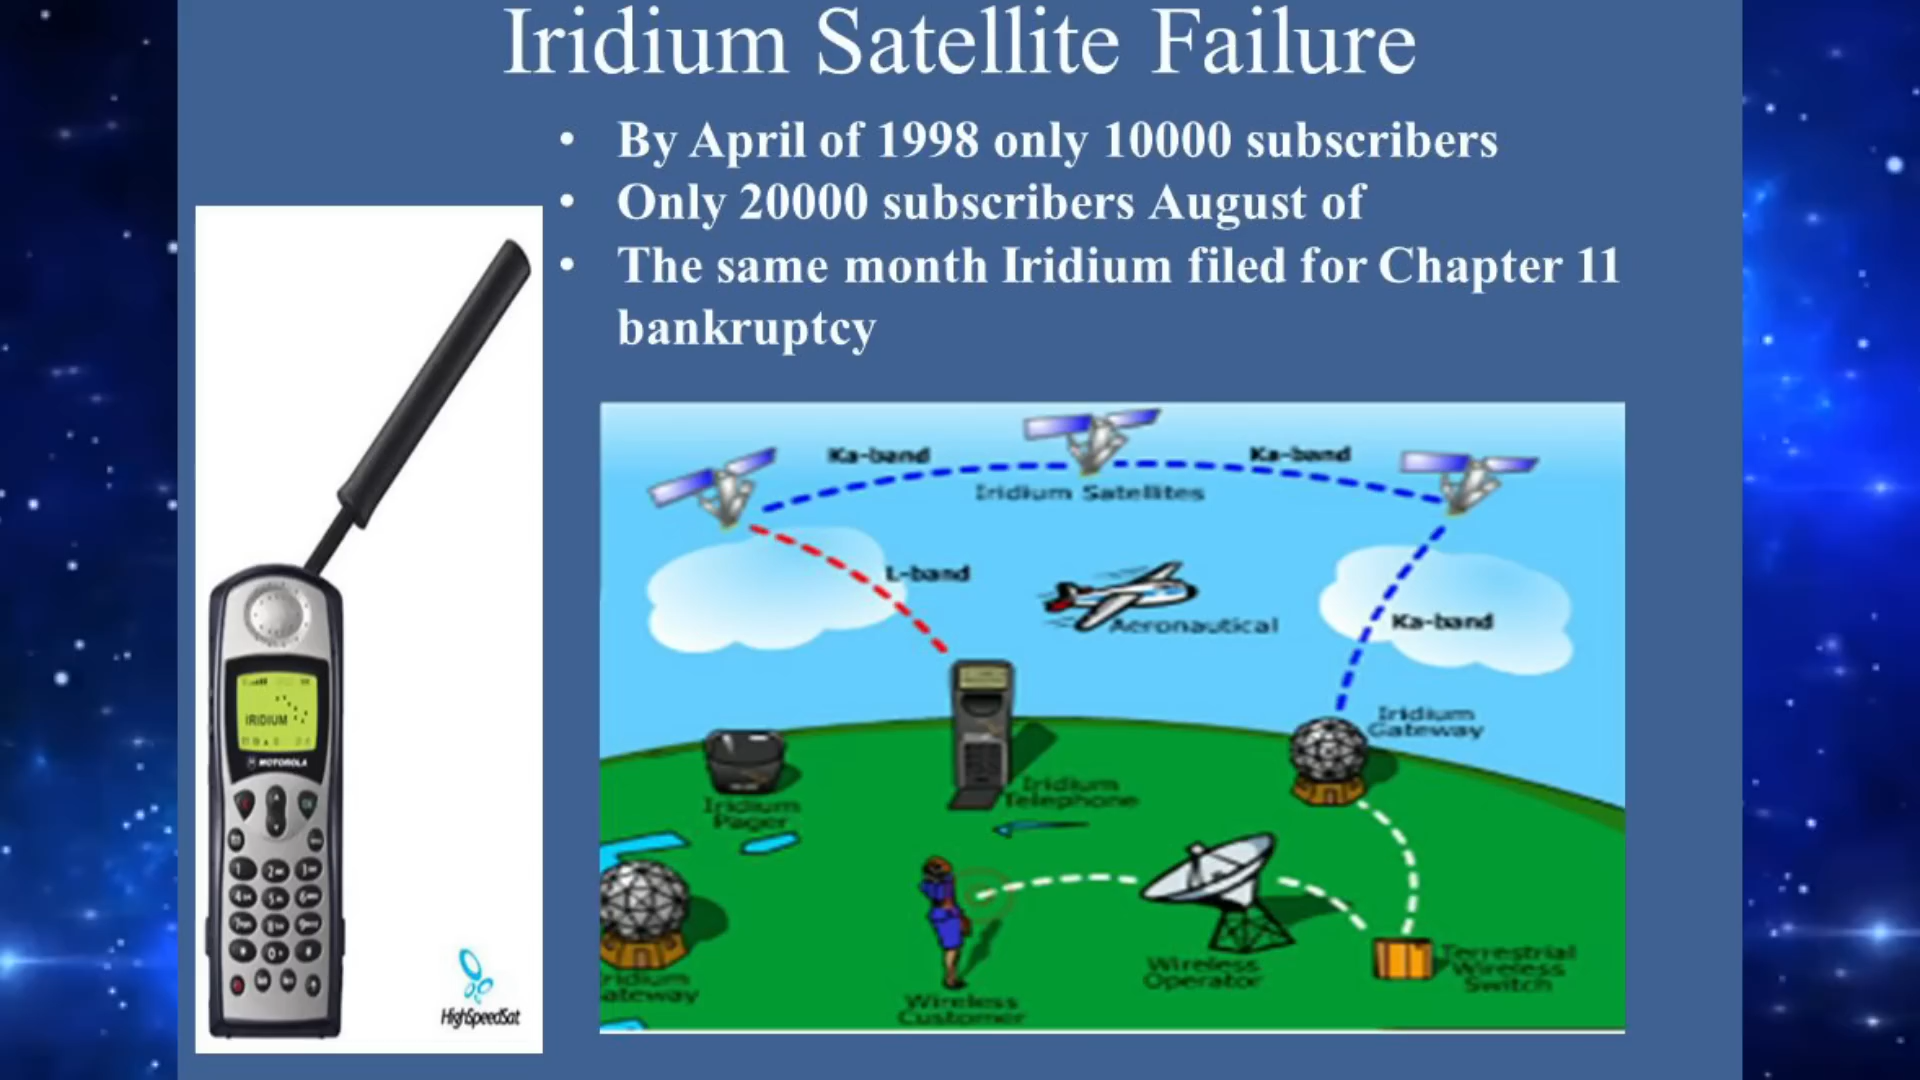 Iridium Satellite Failure
• By April of 1998 only 10000 subscribers
• Only 20000 subscribers August of
• The same month Iridium filed for Chapter 11
bankruptcy
Ka-band
Ka-band
Iridium Satellites
L-band
Aeronautical
Ka-band
IRIDIUM
MOTOROLA
Iridium
Gateway
Iridium
Telephone
Iridium
Pager
Terrestrial
Wireless
Switch
Wireless
Operator
Iridium
Gateway
Wireless
Customer
HighSpeedSat